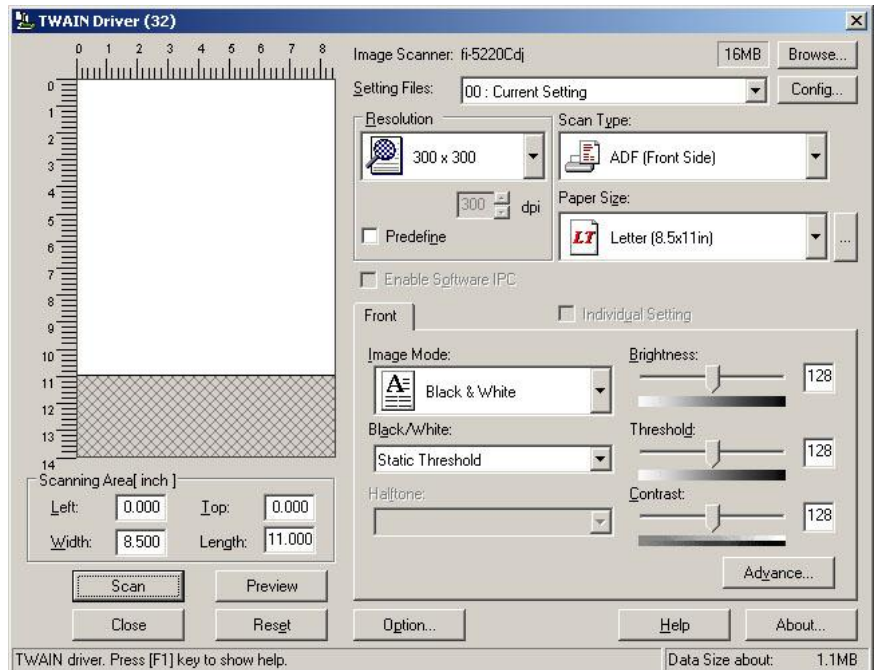 TWAIN Driver (32)
0 1 2 3 4 5 6 7 8
0
1
2
3
4
5
6
7
8
9
10
11
12
13
14
Image Scanner: fi-5220Cdj 16MB Browse...
Setting Files: 00 : Current Setting Config...
Resolution
300 x 300
300 dpi
Predefine
Scan Type:
ADF (Front Side)
Paper Size:
LT Letter (8.5x11in) ...
Enable Software IPC
Front
Individual Setting
Image Mode:
A Black & White
Black/White:
Static Threshold
Halftone:
Brightness:
128
Threshold:
128
Contrast:
128
Advance...
Scanning Area[ inch ]
Left: 0.000 Top: 0.000
Width: 8.500 Length: 11.000
Scan Preview
Close Reset Option... Help About...
TWAIN driver. Press [F1] key to show help. Data Size about: 1.1MB